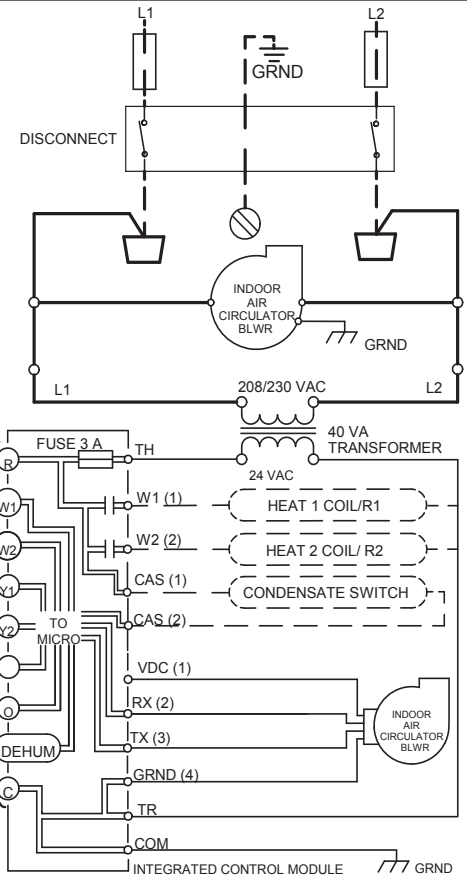 L1
L2
GRND
DISCONNECT
INDOOR
AIR
CIRCULATOR
BLWR
GRND
L1
208/230 VAC
L2
40 VA
TRANSFORMER
24 VAC
FUSE 3 A
TH
R
W1 (1)
HEAT 1 COIL/R1
W1
W2 (2)
HEAT 2 COIL/ R2
W2
CAS (1)
CONDENSATE SWITCH
Y1
CAS (2)
TO
MICRO
Y2
VDC (1)
RX (2)
O
INDOOR
AIR
CIRCULATOR
BLWR
TX (3)
DEHUM
GRND (4)
C
TR
COM
INTEGRATED CONTROL MODULE
GRND